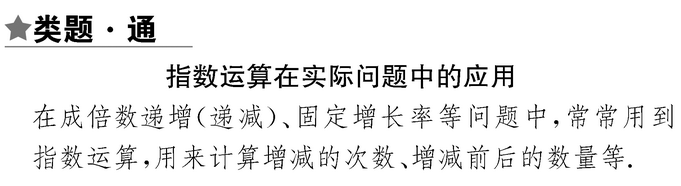 ★类题·通
指数运算在实际问题中的应用
在成倍数递增(递减)、固定增长率等问题中,常常用到
指数运算,用来计算增减的次数、增减前后的数量等.